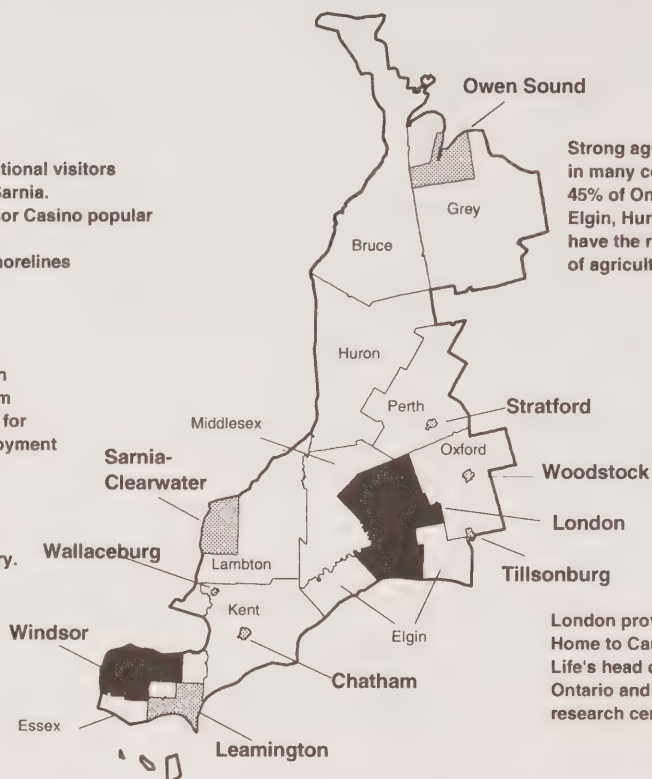 Owen Sound
tional visitors
Sarnia.
sor Casino popular
horelines
Strong ag
in many co
45% of On
Elgin, Hur
have the r
of agricult
Grey
Bruce
Huron
n
m
for
oyment
Perth
Stratford
Middlesex
Oxford
Sarnia-
Clearwater
Woodstock
London
ry.
Wallaceburg
Lambton
Tillsonburg
Kent
Elgin
Windsor
Chatham
London prov
Home to Can
Life's head o
Ontario and
research cen
Essex
Leamington